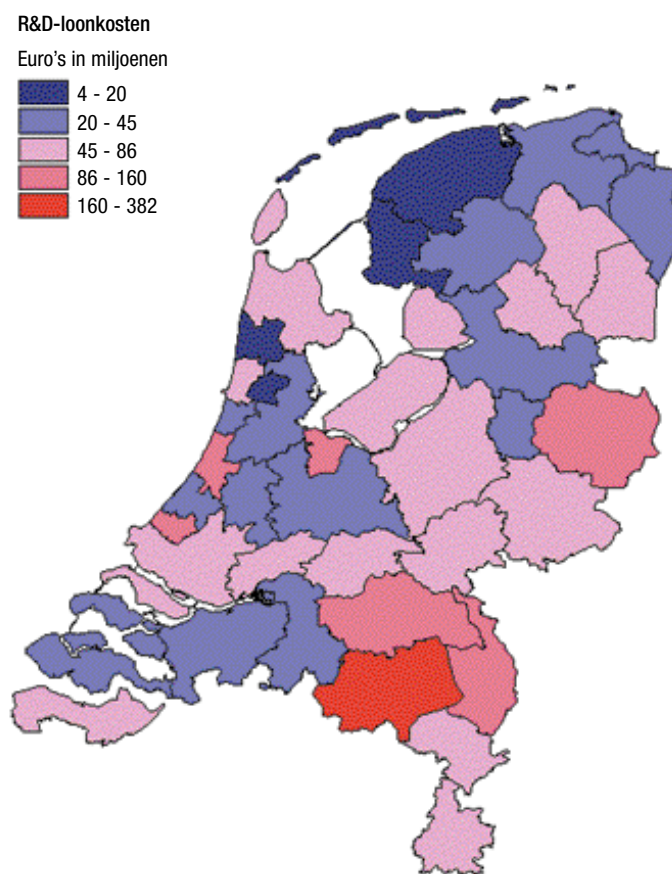 R&D-loonkosten
Euro's in miljoenen
4 - 20
20 - 45
45 - 86
86 - 160
160 - 382